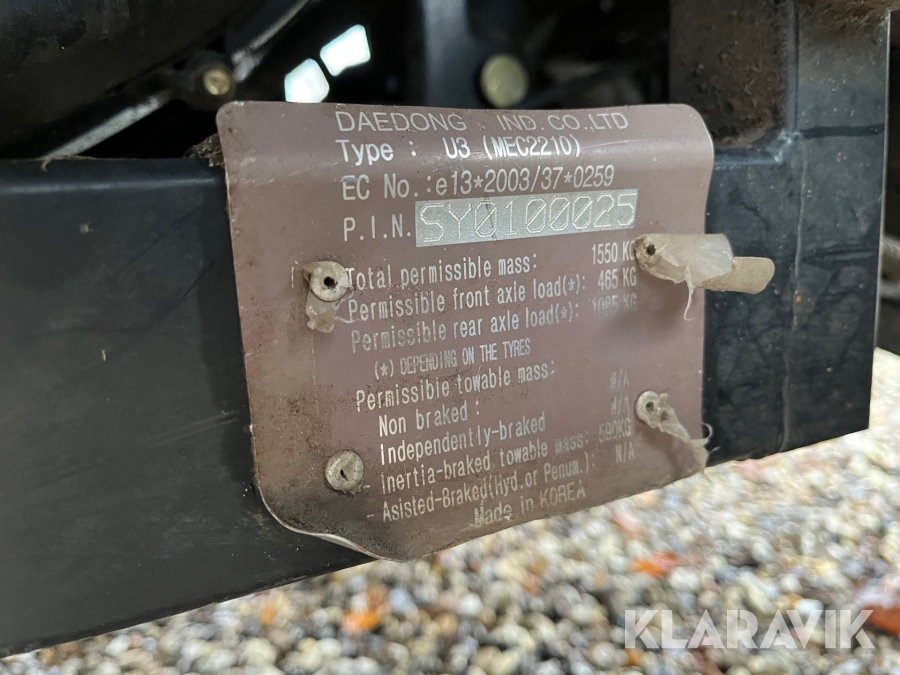 DAEDONG IND. CO.,LTD
Type : U3 (MEC2210)
EC No.:e13*2003/37*0259
P.I.N. SY0100025
Total permissible mass: 1550 KG
Permissible front axle load(*): 465 KG
Permissible rear axle load(*): 1085 KG
(*) DEPENDING ON THE TYRES
Permissible towable mass:
Non braked : N/A
Independently-braked N/A
- Inertia-braked towable mass: 590KG
- Asisted-Braked(Hyd.or Penum.): N/A
Made in KOREA
KLARAVIK